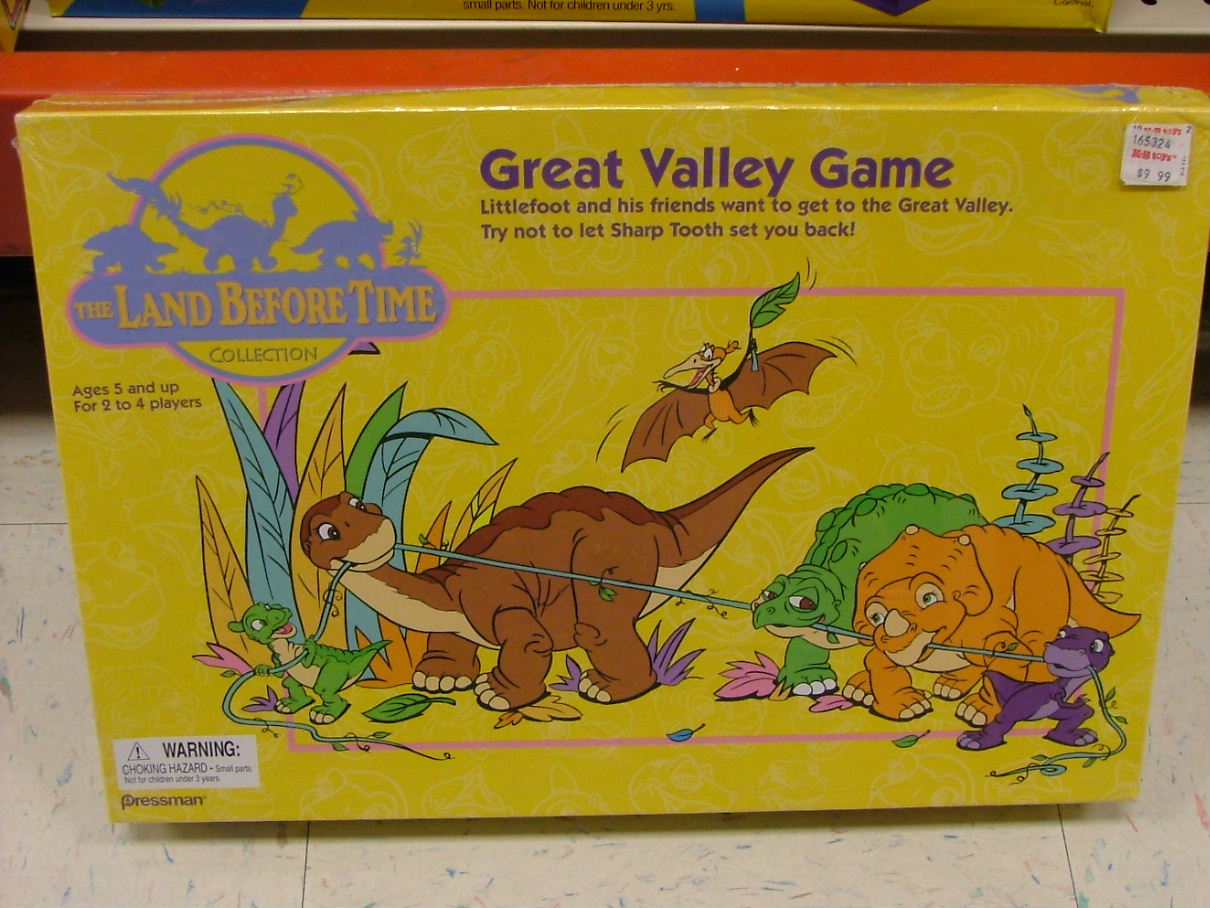 small parts. Not for children under 3 yrs.
Cardinal.
Great Valley Game
Littlefoot and his friends want to get to the Great Valley.
Try not to let Sharp Tooth set you back!
165324
K·B toys
$9 99
THE LAND BEFORE TIME
COLLECTION
Ages 5 and up
For 2 to 4 players
WARNING:
CHOKING HAZARD - Small parts
Not for children under 3 years.
Pressman®